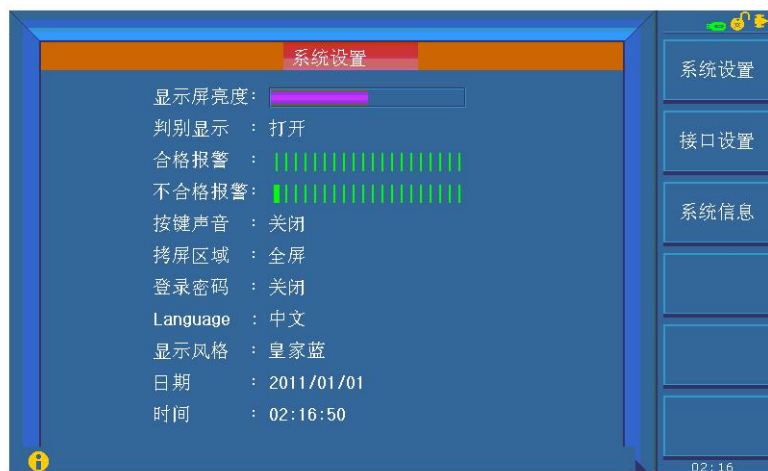 系统设置
显示屏亮度:
判别显示 : 打开
合格报警 :
不合格报警:
按键声音 : 关闭
拷屏区域 : 全屏
登录密码 : 关闭
Language : 中文
显示风格 : 皇家蓝
日期 : 2011/01/01
时间 : 02:16:50
系统设置
接口设置
系统信息
02:16